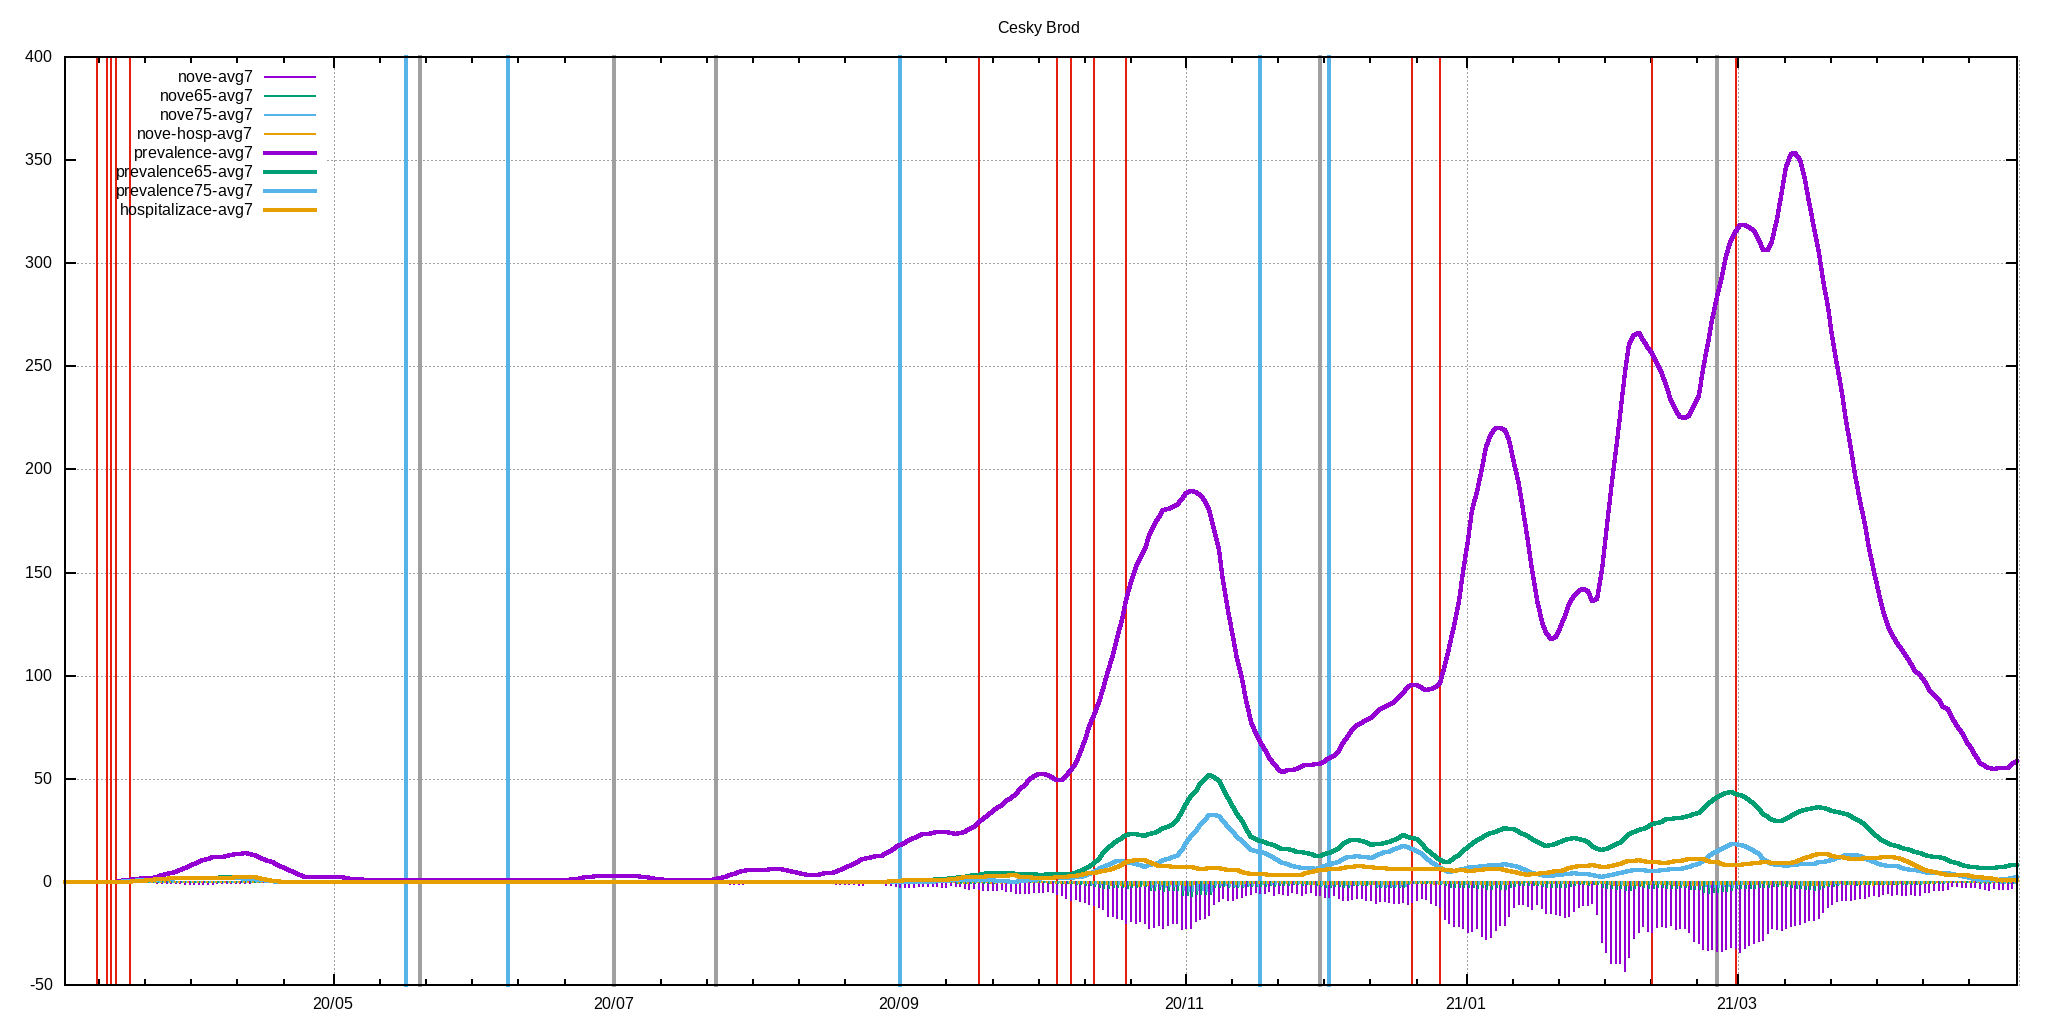 Cesky Brod
400
350
300
250
200
150
100
50
0
-50
nove-avg7
nove65-avg7
nove75-avg7
nove-hosp-avg7
prevalence-avg7
prevalence65-avg7
prevalence75-avg7
hospitalizace-avg7
20/05
20/07
20/09
20/11
21/01
21/03